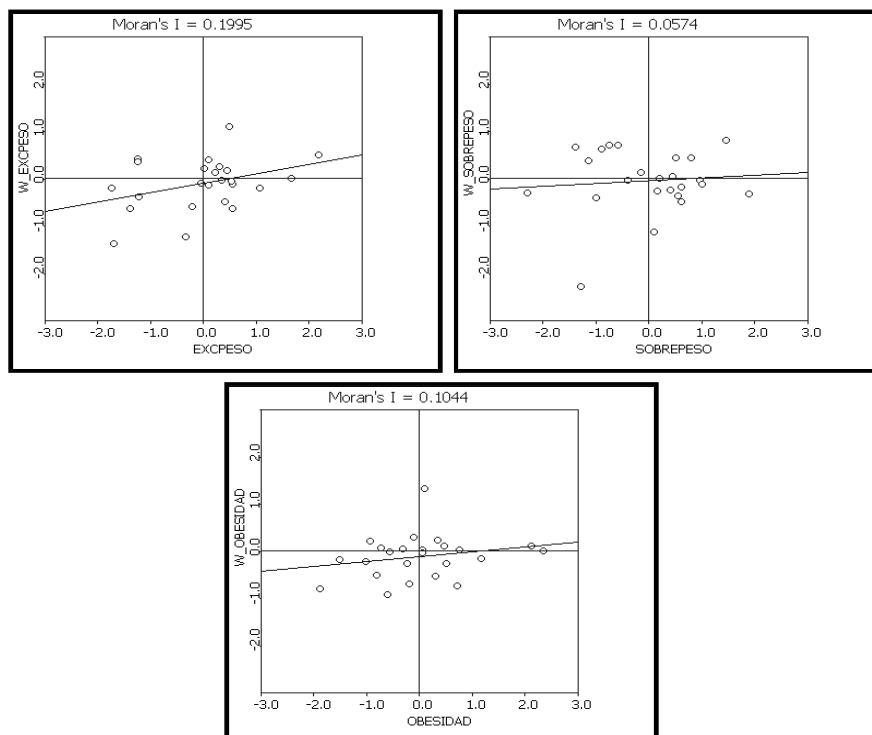 Moran's I = 0.1995
W_EXCPESO
2.0
1.0
0.0
-1.0
-2.0
-3.0 -2.0 -1.0 0.0 1.0 2.0 3.0
EXCPESO
Moran's I = 0.0574
W_SOBREPESO
2.0
1.0
0.0
-1.0
-2.0
-3.0 -2.0 -1.0 0.0 1.0 2.0 3.0
SOBREPESO
Moran's I = 0.1044
W_OBESIDAD
2.0
1.0
0.0
-1.0
-2.0
-3.0 -2.0 -1.0 0.0 1.0 2.0 3.0
OBESIDAD